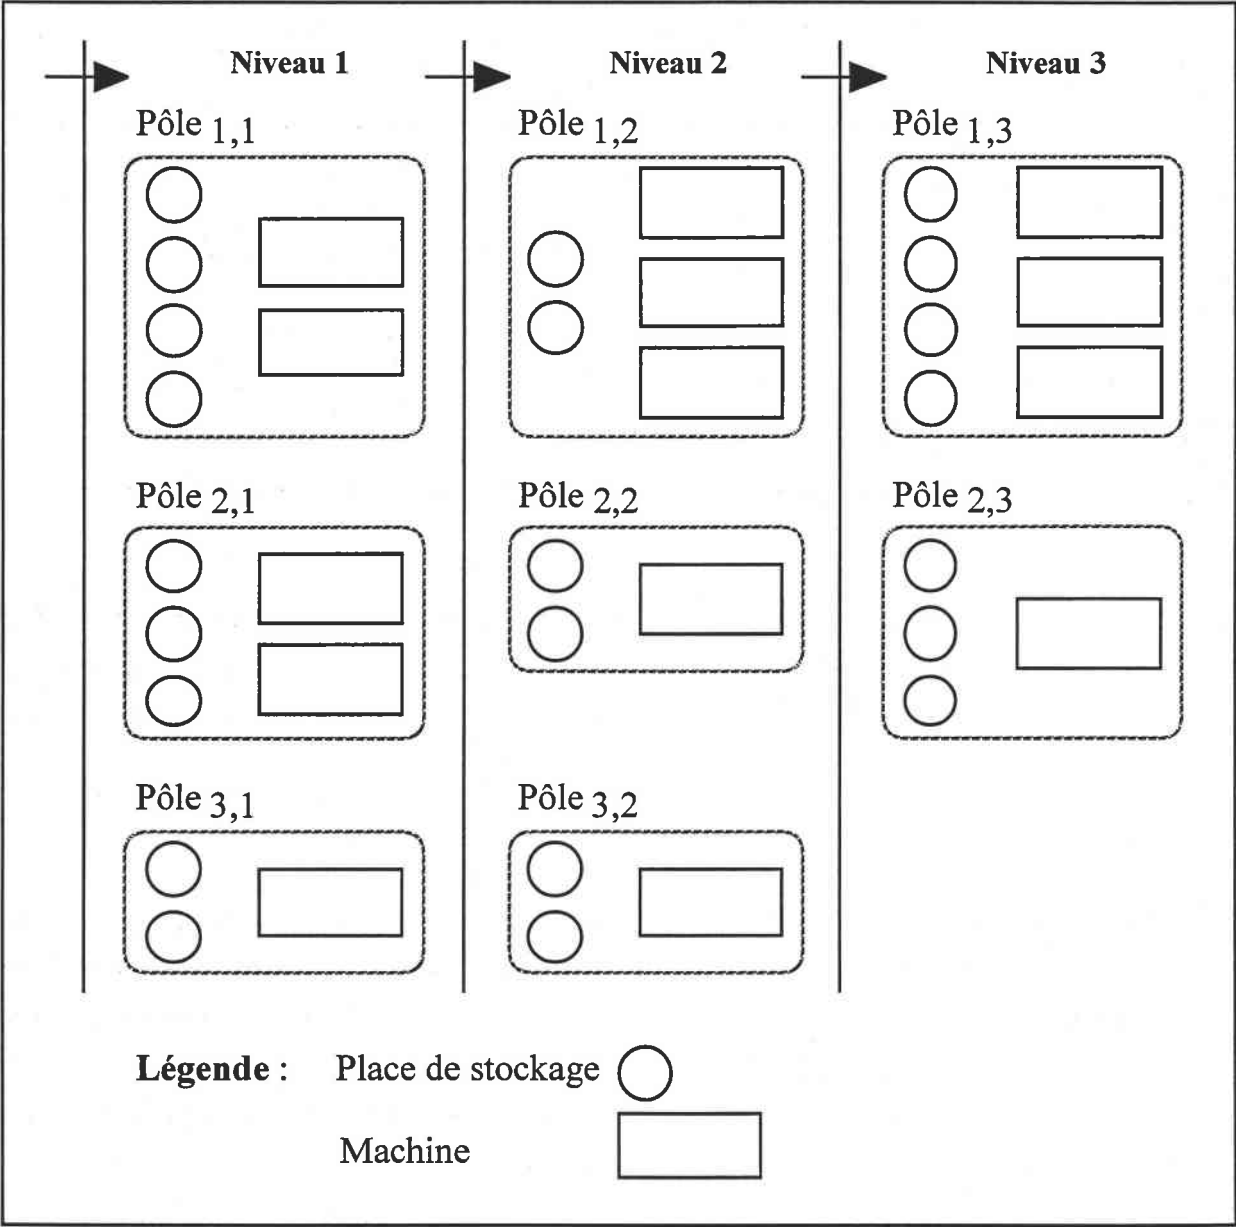 Niveau 1 Niveau 2 Niveau 3
Pôle 1,1 Pôle 1,2 Pôle 1,3
Pôle 2,1 Pôle 2,2 Pôle 2,3
Pôle 3,1 Pôle 3,2
Légende : Place de stockage
Machine